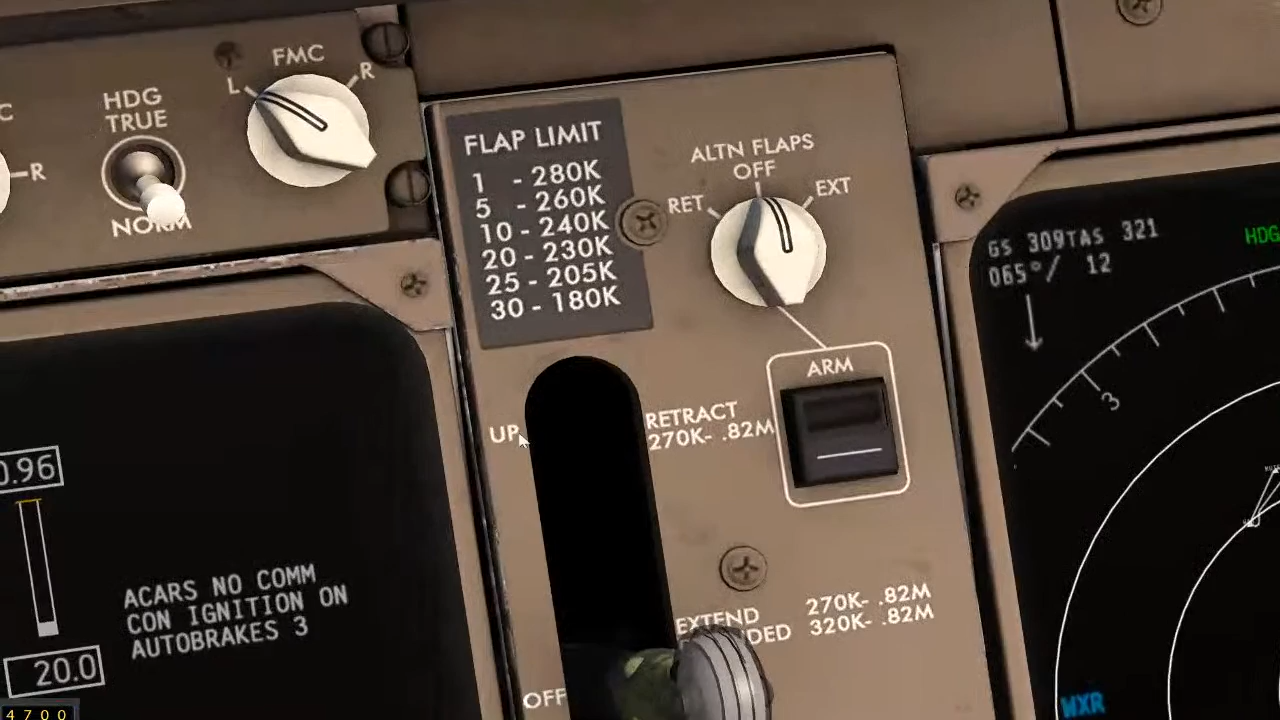 FMC
L
R
HDG
TRUE
C
R
NORM
FLAP LIMIT
1 - 280K
5 - 260K
10 - 240K
20 - 230K
25 - 205K
30 - 180K
ALTN FLAPS
OFF
RET
EXT
ARM
UP
RETRACT
270K- .82M
EXTEND 270K- .82M
DED 320K- .82M
OFF
0.96
20.0
4700
ACARS NO COMM
CON IGNITION ON
AUTOBRAKES 3
GS 309TAS 321
065°/ 12
HDG
3
WXR